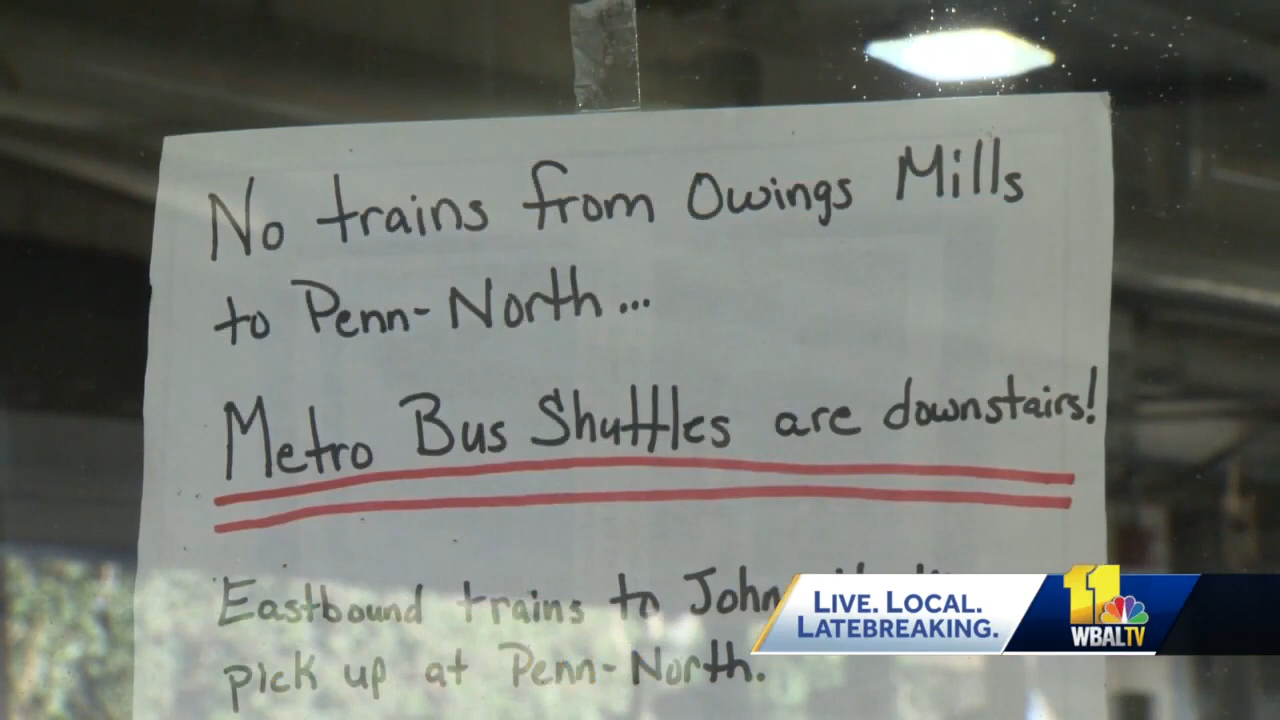 No trains from Owings Mills
to Penn-North...
Metro Bus Shuttles are downstairs!
Eastbound trains to John
pick up at Penn-North.
LIVE. LOCAL.
LATEBREAKING.
11
WBALTV